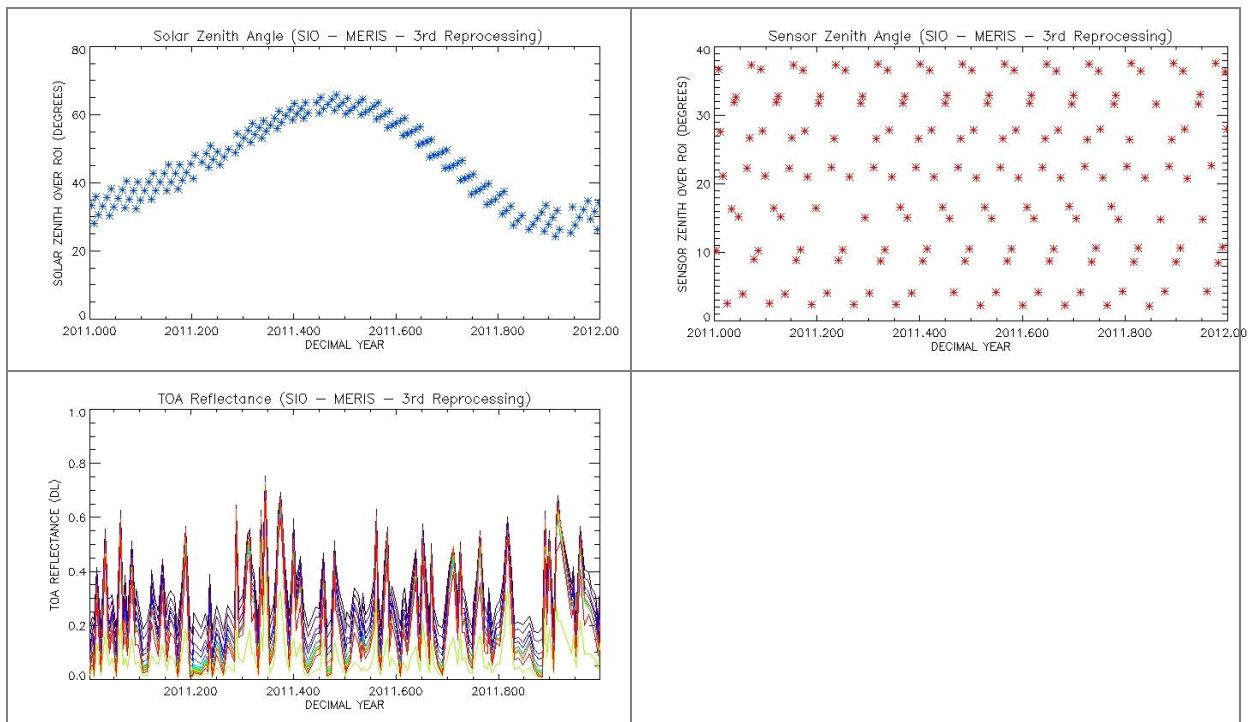 Solar Zenith Angle (SIO – MERIS – 3rd Reprocessing)
80
60
40
20
0
SOLAR ZENITH OVER ROI (DEGREES)
2011.000 2011.200 2011.400 2011.600 2011.800 2012.00
DECIMAL YEAR
Sensor Zenith Angle (SIO – MERIS – 3rd Reprocessing)
40
30
20
10
0
SENSOR ZENITH OVER ROI (DEGREES)
2011.000 2011.200 2011.400 2011.600 2011.800 2012.00
DECIMAL YEAR
TOA Reflectance (SIO – MERIS – 3rd Reprocessing)
1.0
0.8
0.6
0.4
0.2
0.0
TOA REFLECTANCE (DL)
2011.200 2011.400 2011.600 2011.800
DECIMAL YEAR